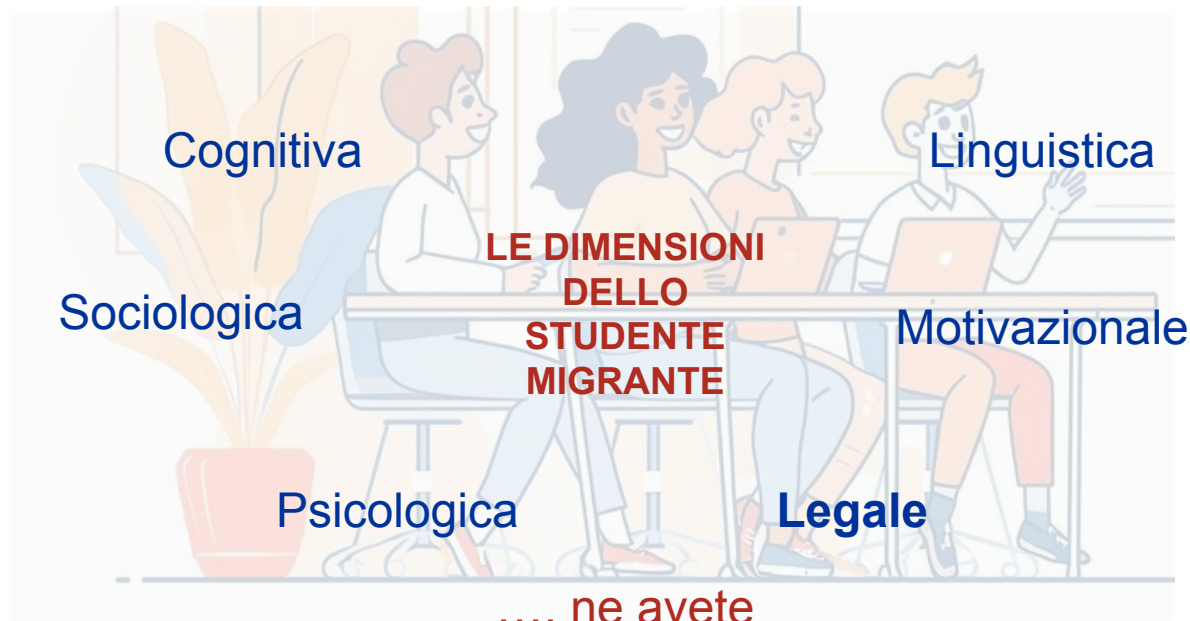 Cognitiva
Linguistica
LE DIMENSIONI
DELLO
STUDENTE
MIGRANTE
Sociologica
Motivazionale
Psicologica
Legale
.... ne avete